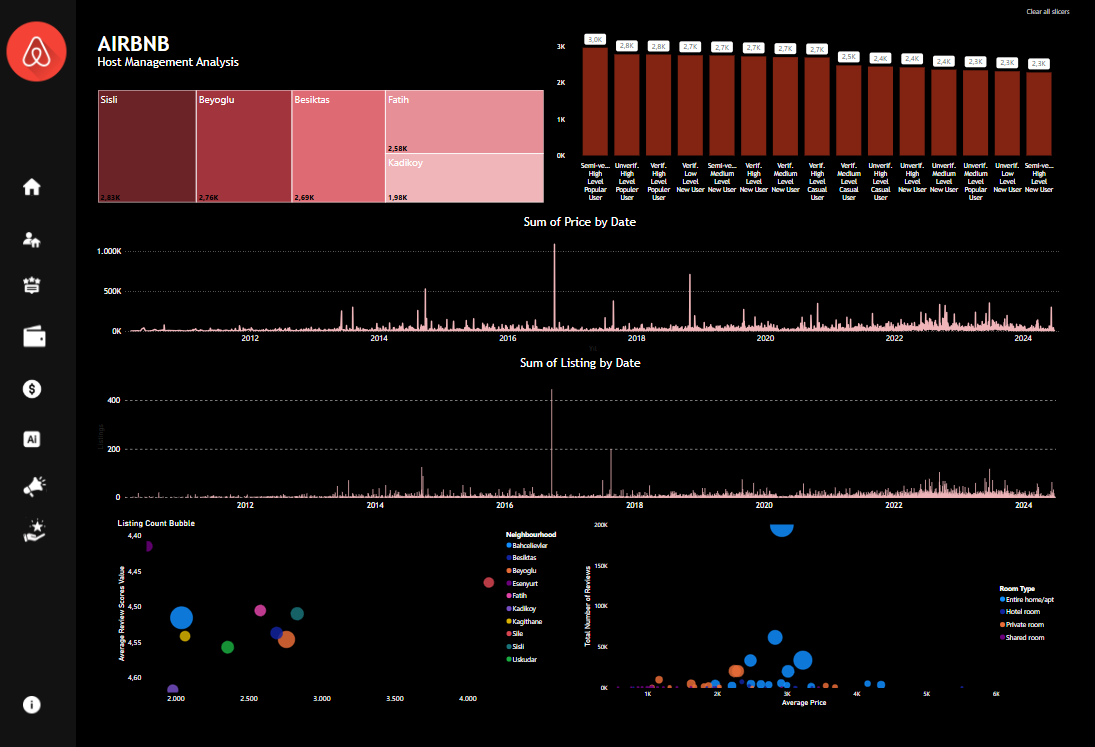 Clear all slicers
AIRBNB
Host Management Analysis
Sisli
Beyoglu
Besiktas
Fatih
2,58K
Kadikoy
2,83K
2,76K
2,69K
1,98K
3K
2K
1K
0K
3,0K
2,8K
2,8K
2,7K
2,7K
2,7K
2,7K
2,7K
2,5K
2,4K
2,4K
2,4K
2,3K
2,3K
2,3K
Semi-ve... High Level Popular User
Unverif. High Level Populer User
Verif. High Level Populer User
Verif. Low Level New User
Semi-ve... Medium Level New User
Verif. High Level New User
Verif. Medium Level New User
Verif. High Level Casual User
Verif. Medium Level Casual User
Unverif. High Level Casual User
Unverif. High Level New User
Unverif. Medium Level New User
Unverif. Medium Level Popular User
Unverif. High Level New User
Semi-ve... High Level New User
Sum of Price by Date
1.000K
500K
0K
2012
2014
2016
2018
2020
2022
2024
Sum of Listing by Date
Listings
400
200
0
2012
2014
2016
2018
2020
2022
2024
Listing Count Bubble
Average Review Scores Value
4,40
4,45
4,50
4,55
4,60
2.000
2.500
3.000
3.500
4.000
Neighbourhood
Bahcelievler
Besiktas
Beyoglu
Esenyurt
Fatih
Kadikoy
Kagithane
Sile
Sisli
Uskudar
Total Number of Reviews
200K
150K
100K
50K
0K
1K
2K
3K
4K
5K
6K
Average Price
Room Type
Entire home/apt
Hotel room
Private room
Shared room
AI